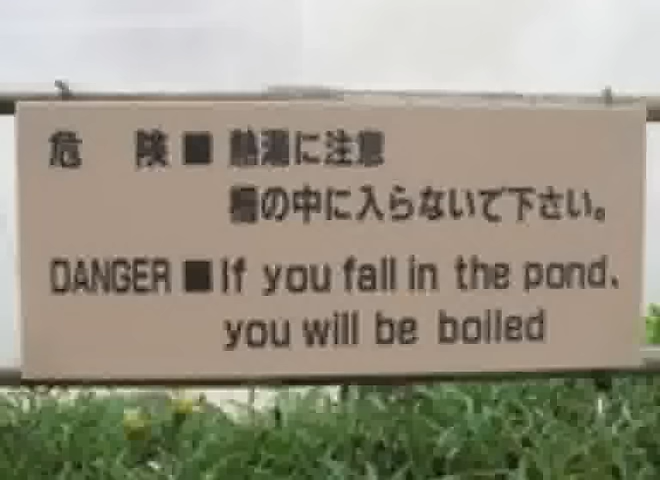 危 険■熱湯に注意
柵の中に入らないで下さい。
DANGER■If you fall in the pond,
you will be boiled